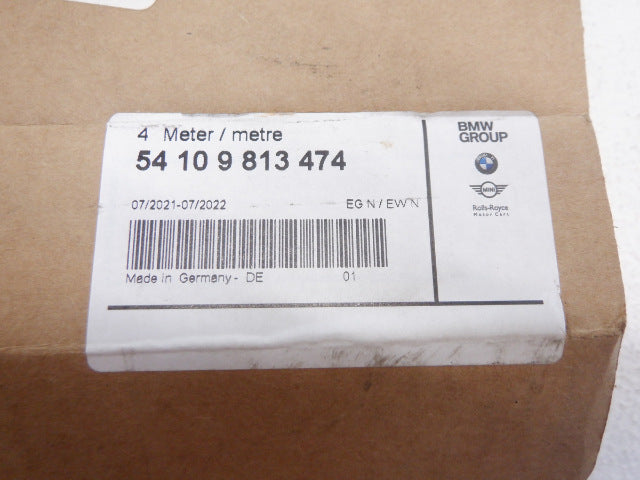 4 Meter / metre
54 10 9 813 474
07/2021-07/2022 EG N / EW N
Made in Germany - DE 01
BMW
GROUP
MINI
Rolls-Royce
Motor Cars